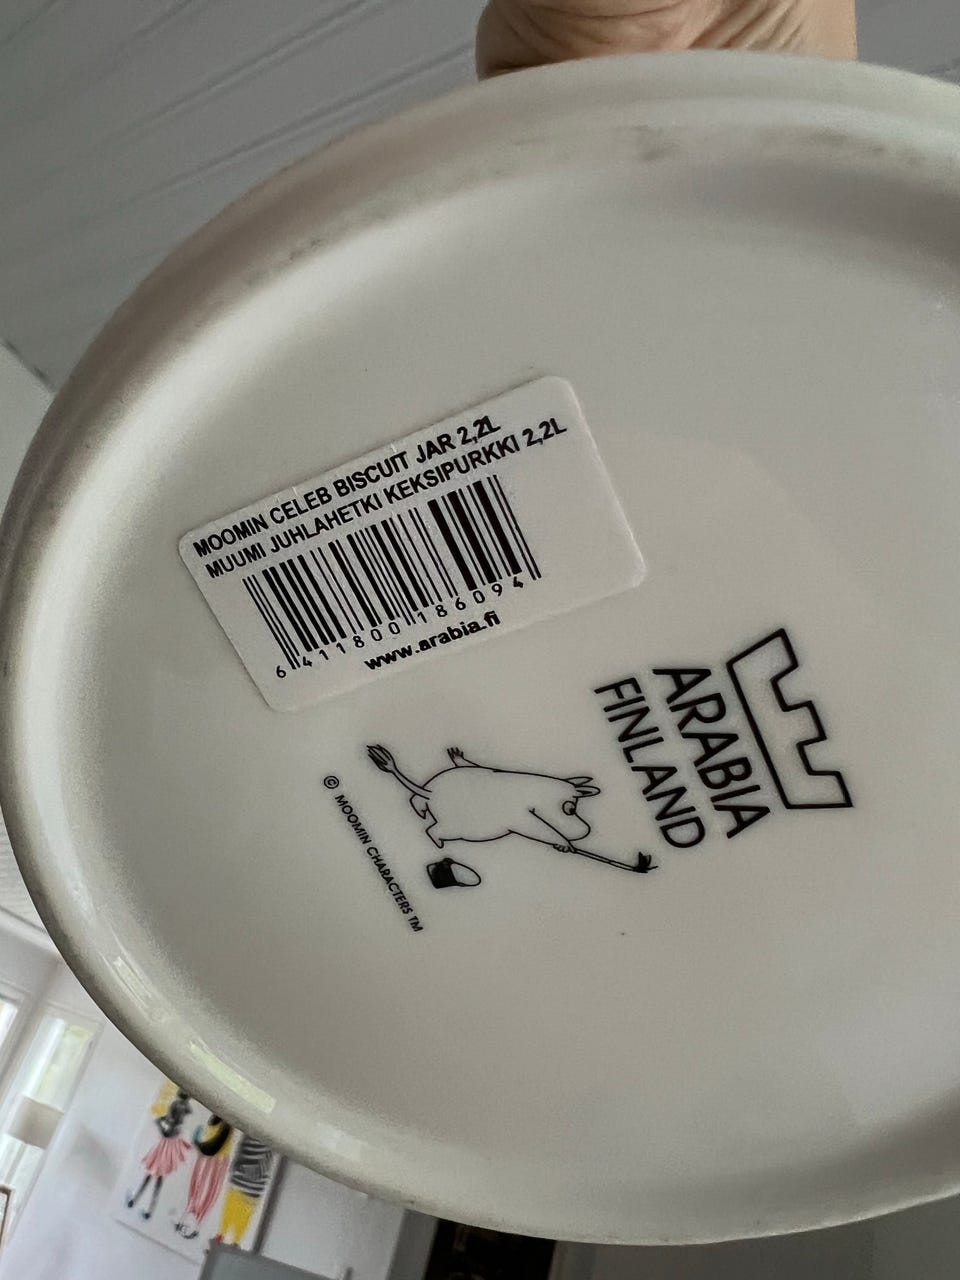 MOOMIN CELEB BISCUIT JAR 2,2L
MUUMI JUHLAHETKI KEKSIPURKKI 2,2L
6 411800 186094
www.arabia.fi
ARABIA
FINLAND
© MOOMIN CHARACTERS TM